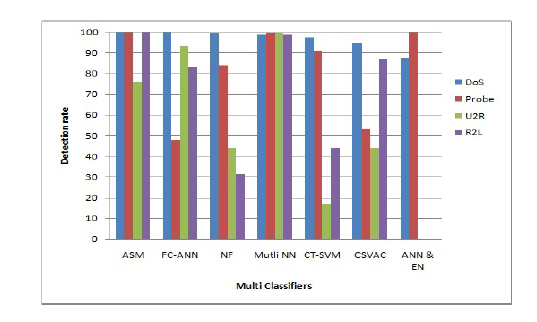 100
90
80
70
60
50
40
30
20
10
0
Detection rate
DoS
Probe
U2R
R2L
ASM FC-ANN NF Mutli NN CT-SVM CSVAC ANN &
EN
Multi Classifiers